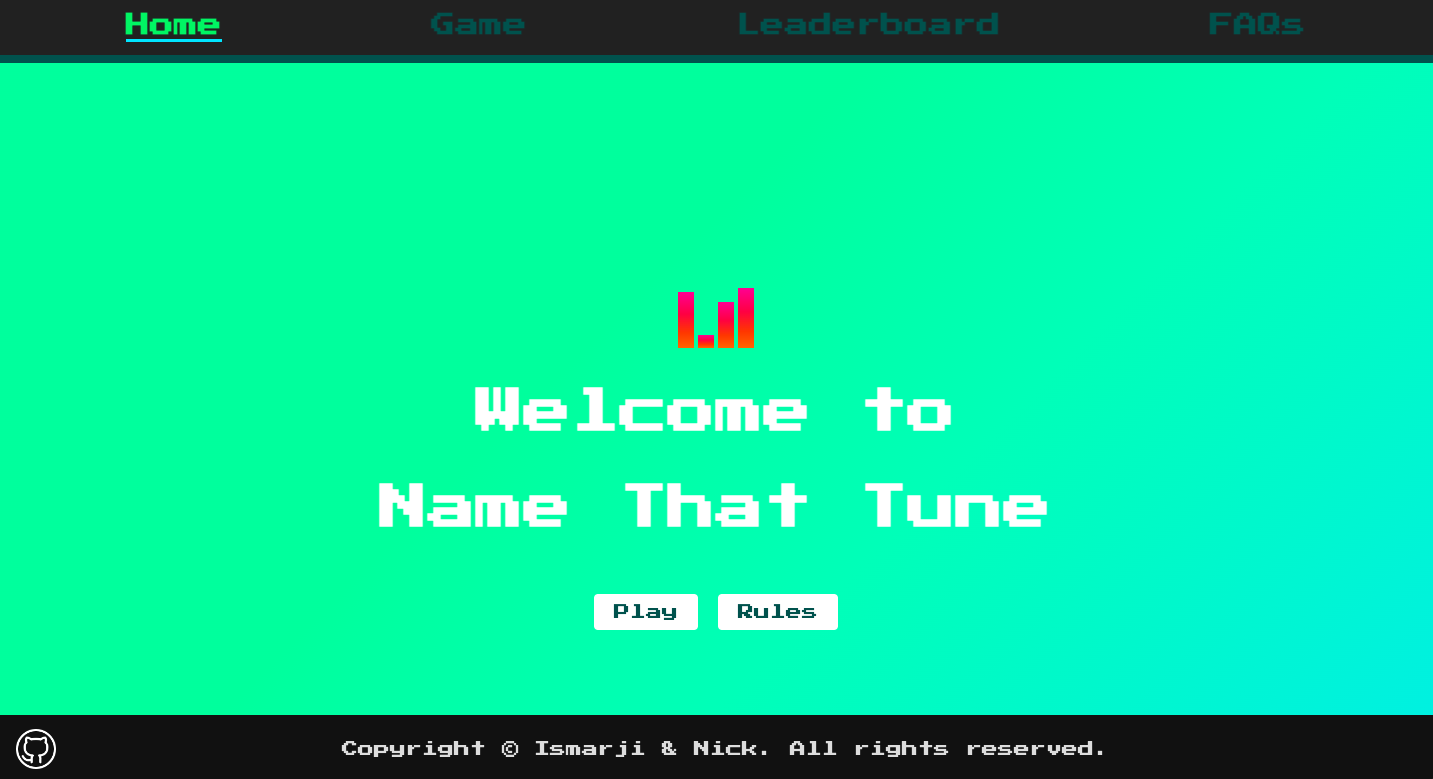 Home Game Leaderboard FAQs
Welcome to
Name That Tune
Play Rules
Copyright © Ismarji & Nick. All rights reserved.